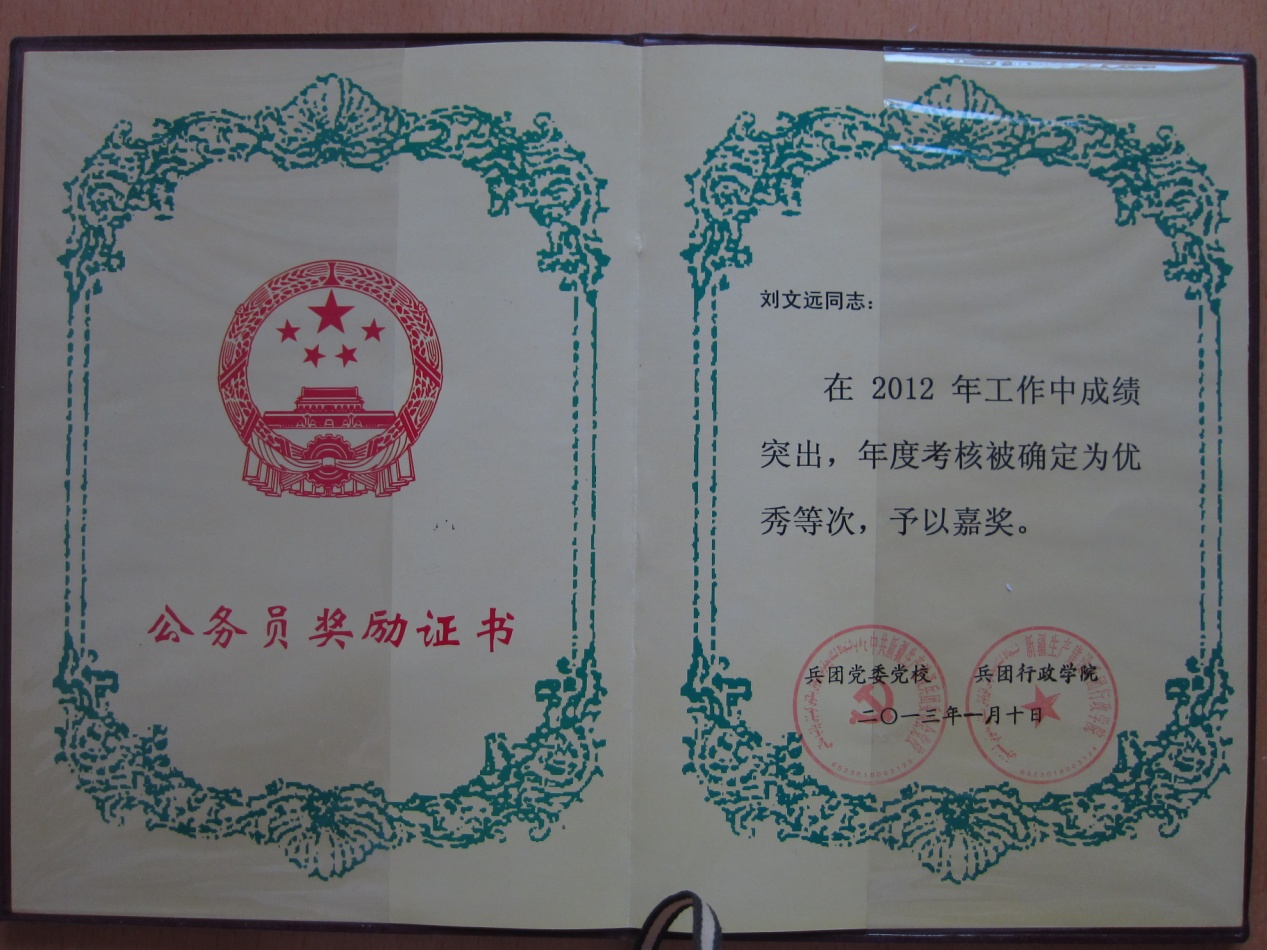 公务员奖励证书
刘文远同志：
在 2012 年工作中成绩
突出，年度考核被确定为优
秀等次，予以嘉奖。
兵团党委党校 兵团行政学院
二〇一三年一月十日